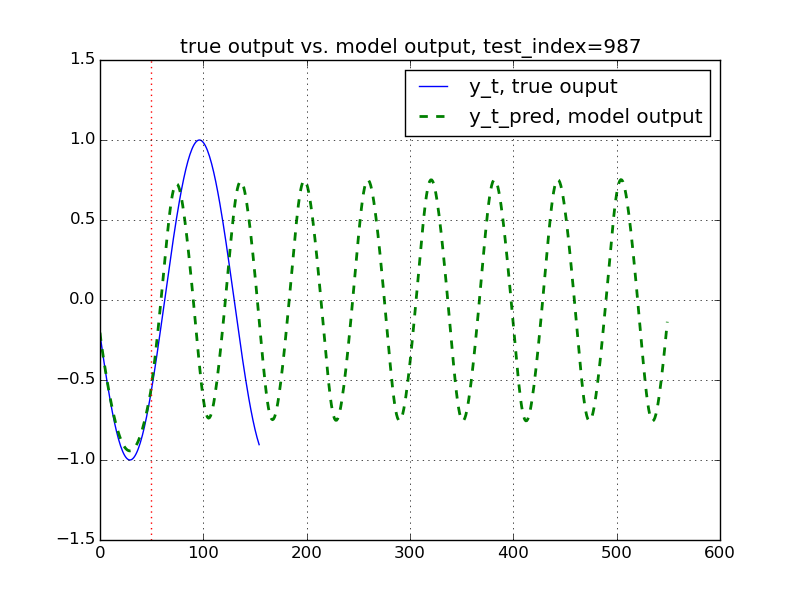 true output vs. model output, test_index=987
y_t, true ouput
y_t_pred, model output
1.5
1.0
0.5
0.0
−0.5
−1.0
−1.5
0 100 200 300 400 500 600